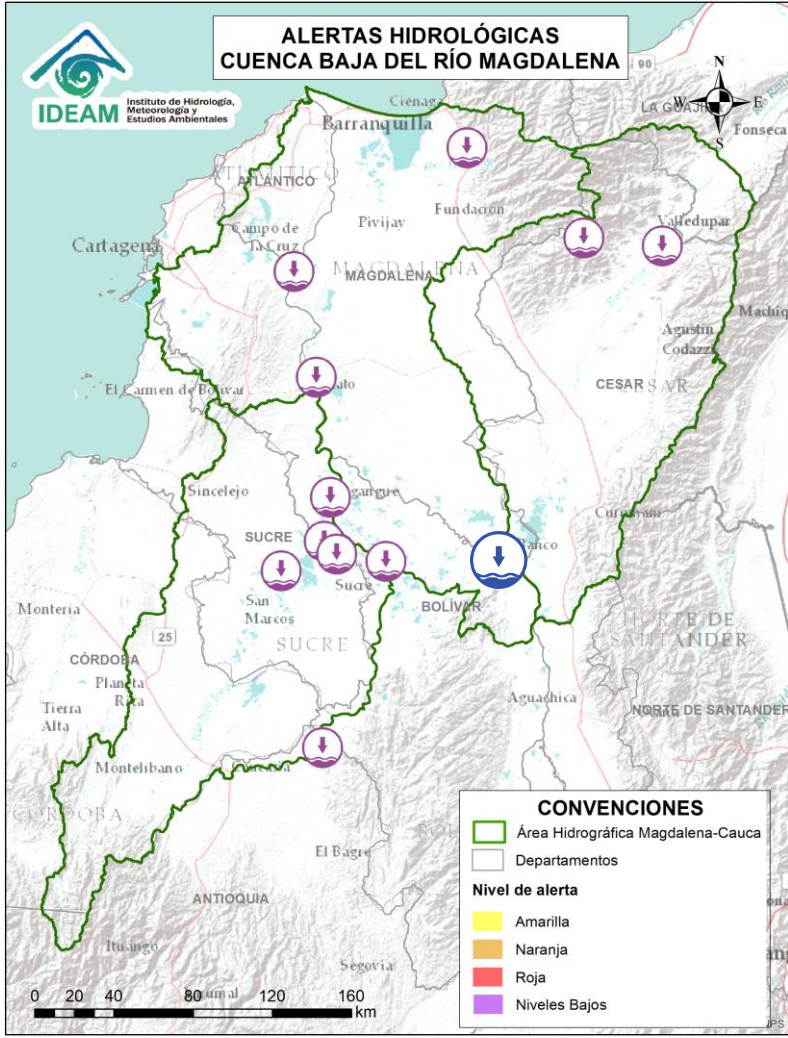 ALERTAS HIDROLÓGICAS
CUENCA BAJA DEL RÍO MAGDALENA
IDEAM
Instituto de Hidrología,
Meteorología y
Estudios Ambientales
N
W
E
S
90
LA GUAJIRA
Ciénaga
Barranquilla
Fonseca
ATLÁNTICO
ATLÁNTICO
Fundación
Pivijay
Valledupar
Campo de
la Cruz
Cartagena
MAGDALENA
MAGDALENA
Agustín
Codazzi
El Carmen de Bolívar
CESAR
CESAR
Sincelejo
SUCRE
Sucre
San
Marcos
BOLÍVAR
Montería
SUCRE
NORTE DE
SANTANDER
25
CÓRDOBA
Planeta
Rica
Tierra
Alta
Aguachica
NORTE DE SANTANDER
Montelibano
CÓRDOBA
El Bagre
ANTIOQUIA
Ituango
Segovia
0 20 40 80 120 160
km
CONVENCIONES
Área Hidrográfica Magdalena-Cauca
Departamentos
Nivel de alerta
Amarilla
Naranja
Roja
Niveles Bajos